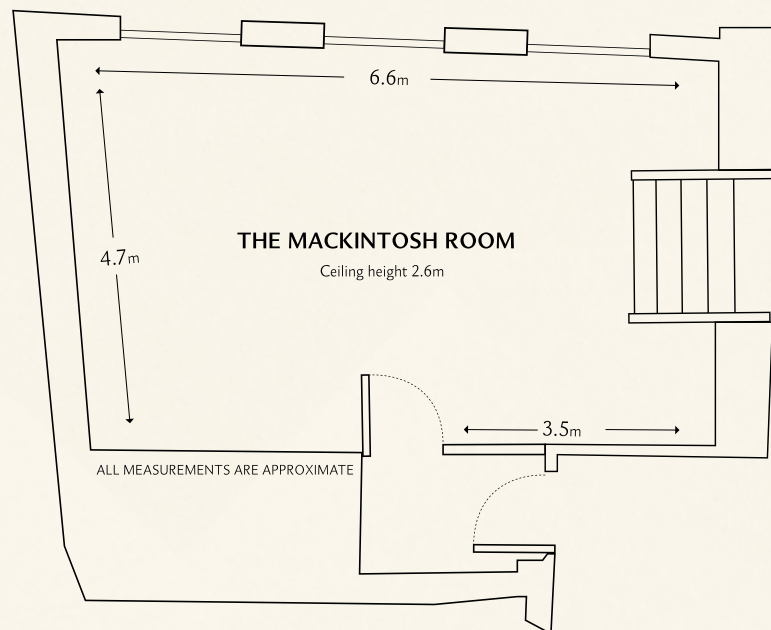 6.6m
THE MACKINTOSH ROOM
4.7m
Ceiling height 2.6m
3.5m
ALL MEASUREMENTS ARE APPROXIMATE